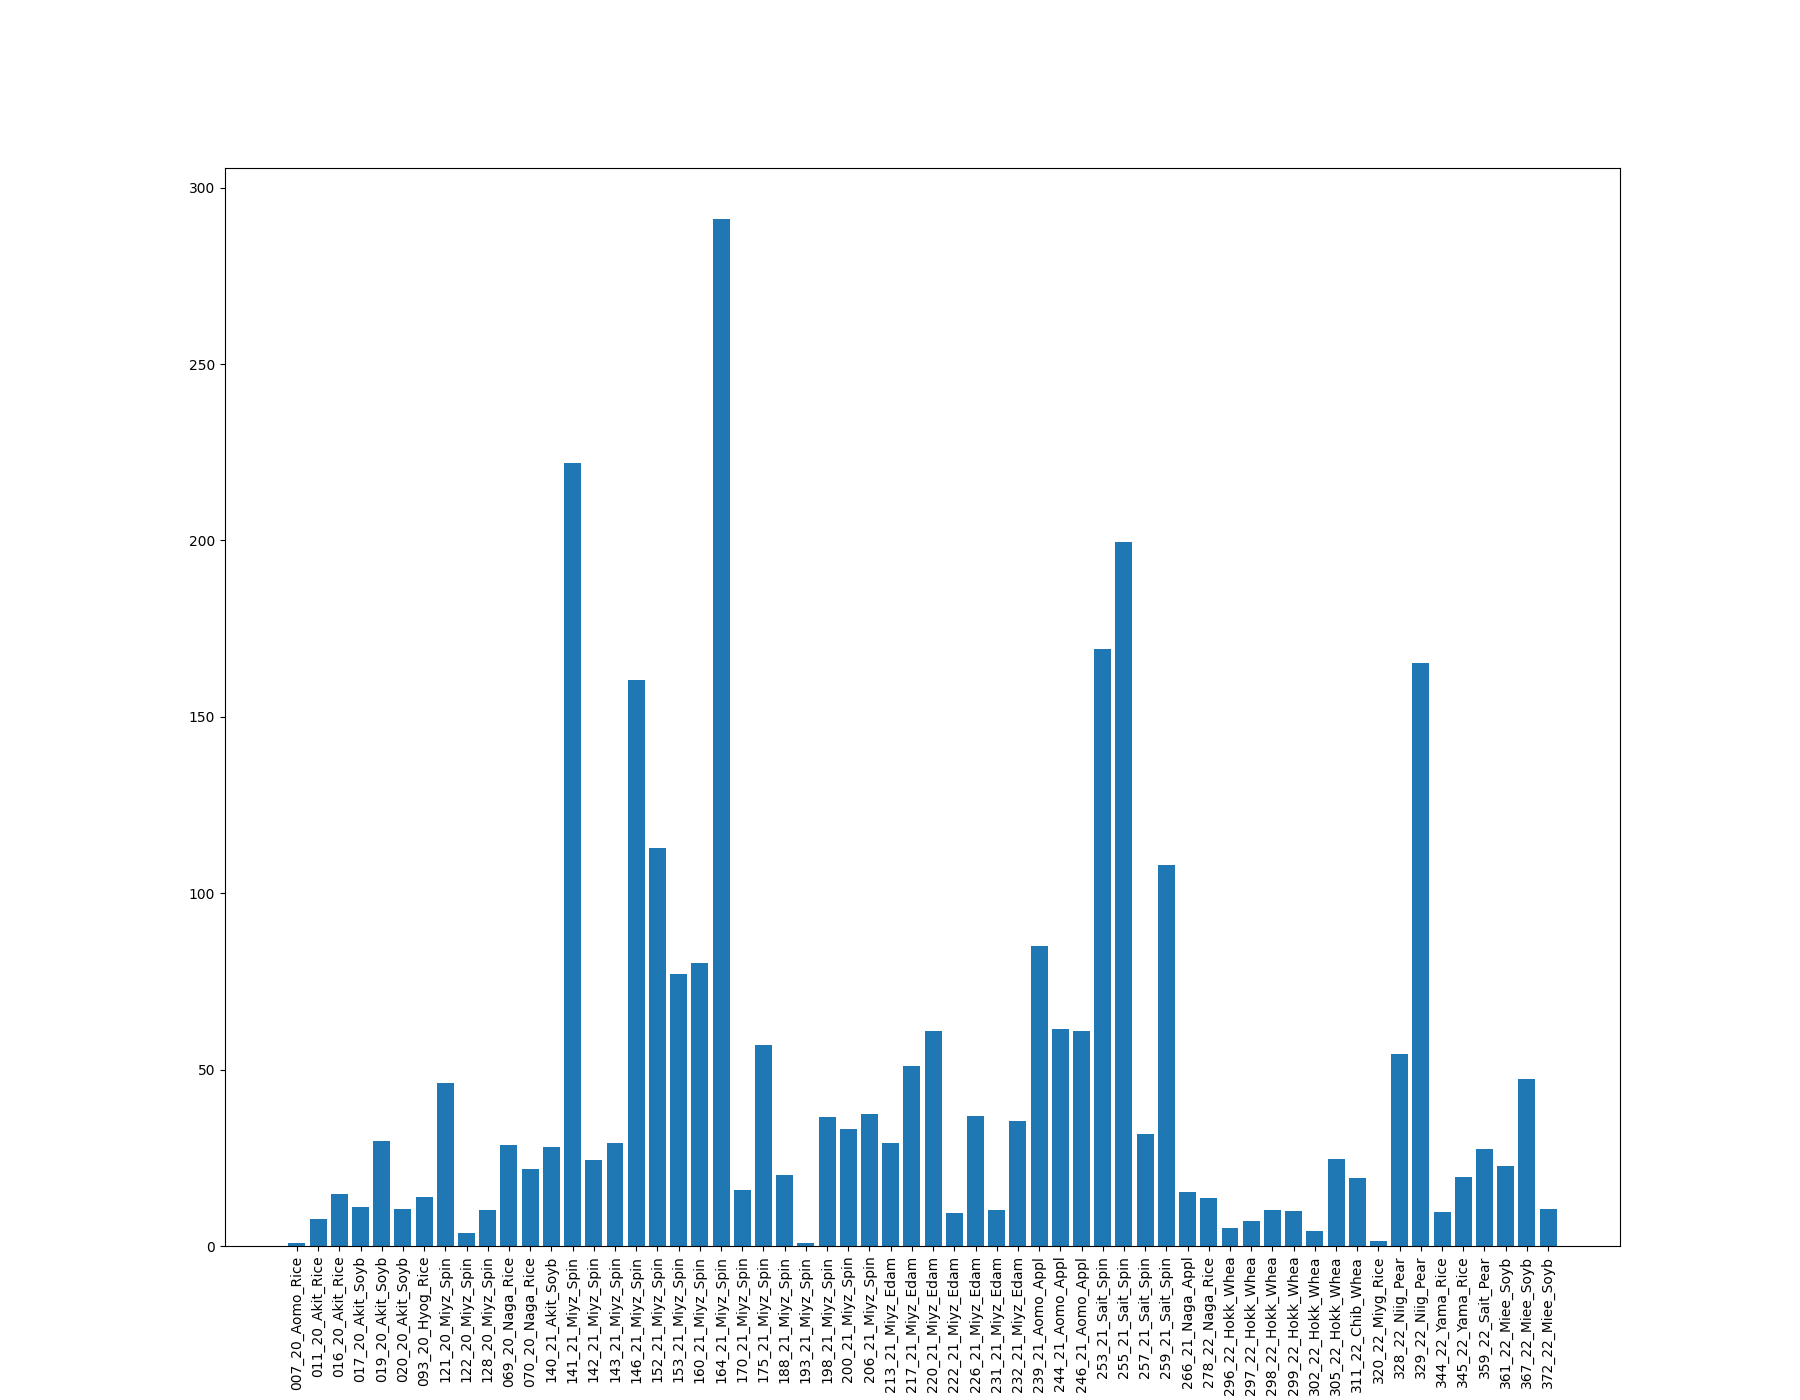 300
250
200
150
100
50
0
007_20_Aomo_Rice
011_20_Akit_Rice
016_20_Akit_Rice
017_20_Akit_Soyb
019_20_Akit_Soyb
020_20_Akit_Soyb
093_20_Hyog_Rice
121_20_Miyz_Spin
122_20_Miyz_Spin
128_20_Miyz_Spin
069_20_Naga_Rice
070_20_Naga_Rice
140_21_Akit_Soyb
141_21_Miyz_Spin
142_21_Miyz_Spin
143_21_Miyz_Spin
146_21_Miyz_Spin
152_21_Miyz_Spin
153_21_Miyz_Spin
160_21_Miyz_Spin
164_21_Miyz_Spin
170_21_Miyz_Spin
175_21_Miyz_Spin
188_21_Miyz_Spin
193_21_Miyz_Spin
198_21_Miyz_Spin
200_21_Miyz_Spin
206_21_Miyz_Spin
213_21_Miyz_Edam
217_21_Miyz_Edam
220_21_Miyz_Edam
222_21_Miyz_Edam
226_21_Miyz_Edam
231_21_Miyz_Edam
232_21_Miyz_Edam
239_21_Aomo_Appl
244_21_Aomo_Appl
246_21_Aomo_Appl
253_21_Sait_Spin
255_21_Sait_Spin
257_21_Sait_Spin
259_21_Sait_Spin
266_21_Naga_Appl
278_22_Naga_Rice
296_22_Hokk_Whea
297_22_Hokk_Whea
298_22_Hokk_Whea
299_22_Hokk_Whea
302_22_Hokk_Whea
305_22_Hokk_Whea
311_22_Chib_Whea
320_22_Miyg_Rice
328_22_Niig_Pear
329_22_Niig_Pear
344_22_Yama_Rice
345_22_Yama_Rice
359_22_Sait_Pear
361_22_Miee_Soyb
367_22_Miee_Soyb
372_22_Miee_Soyb